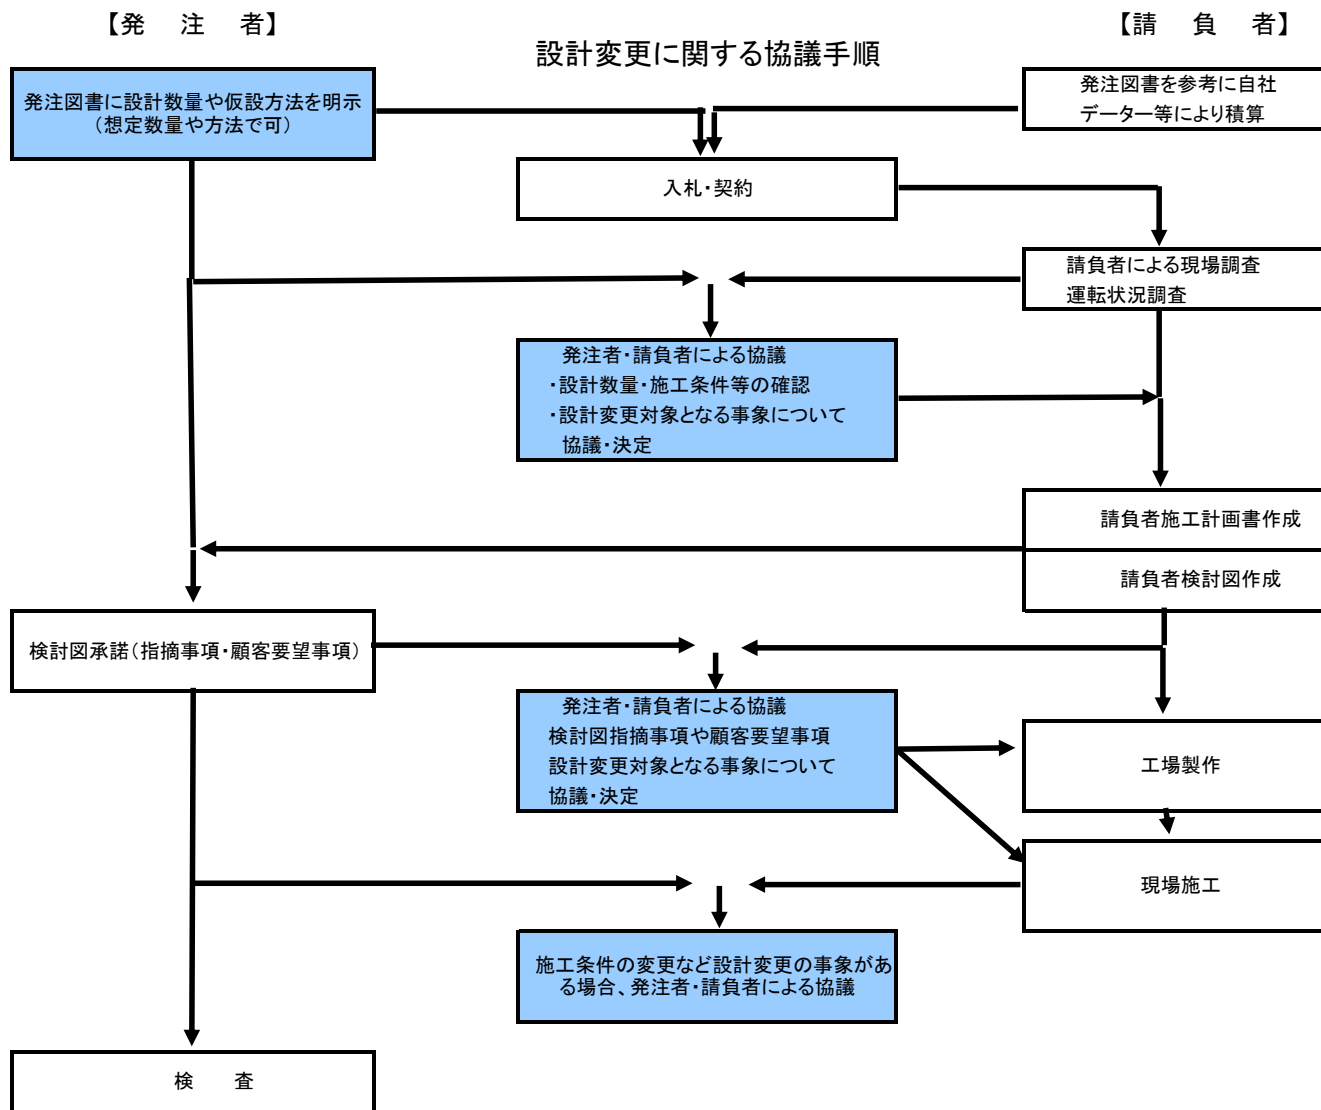 【発　注　者】
【請　負　者】
設計変更に関する協議手順
発注図書に設計数量や仮設方法を明示
（想定数量や方法で可）
発注図書を参考に自社
データー等により積算
入札・契約
請負者による現場調査
運転状況調査
発注者・請負者による協議
・設計数量・施工条件等の確認
・設計変更対象となる事象について
協議・決定
請負者施工計画書作成
請負者検討図作成
検討図承諾（指摘事項・顧客要望事項）
発注者・請負者による協議
検討図指摘事項や顧客要望事項
設計変更対象となる事象について
協議・決定
工場製作
現場施工
施工条件の変更など設計変更の事象があ
る場合、発注者・請負者による協議
検　　査